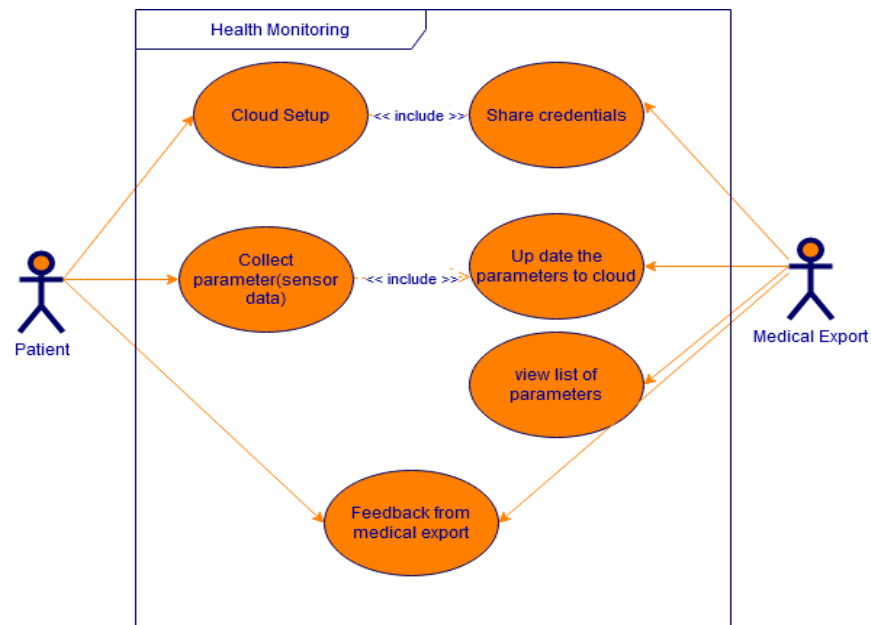 Health Monitoring
Cloud Setup
<< include >>
Share credentials
Collect
parameter(sensor
data)
<< include >>
Up date the
parameters to cloud
Patient
Medical Export
view list of
parameters
Feedback from
medical export